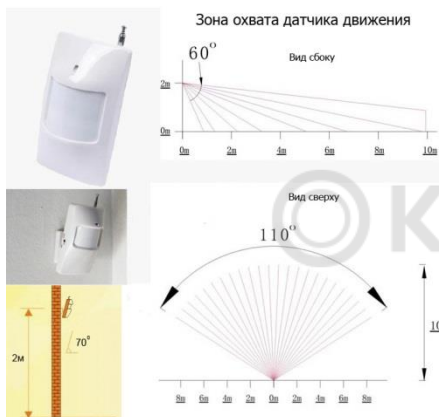 Зона охвата датчика движения
Вид сбоку
60°
2m
0m
0m 2m 4m 6m 8m 10m
Вид сверху
110°
2м
70°
8m 6m 4m 2m 0m 2m 4m 6m 8m